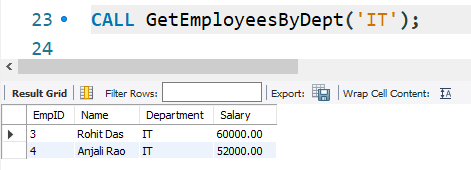 23 CALL GetEmployeesByDept('IT');
24
Result Grid Filter Rows: Export: Wrap Cell Content: IA
EmpID Name Department Salary
3 Rohit Das IT 60000.00
4 Anjali Rao IT 52000.00